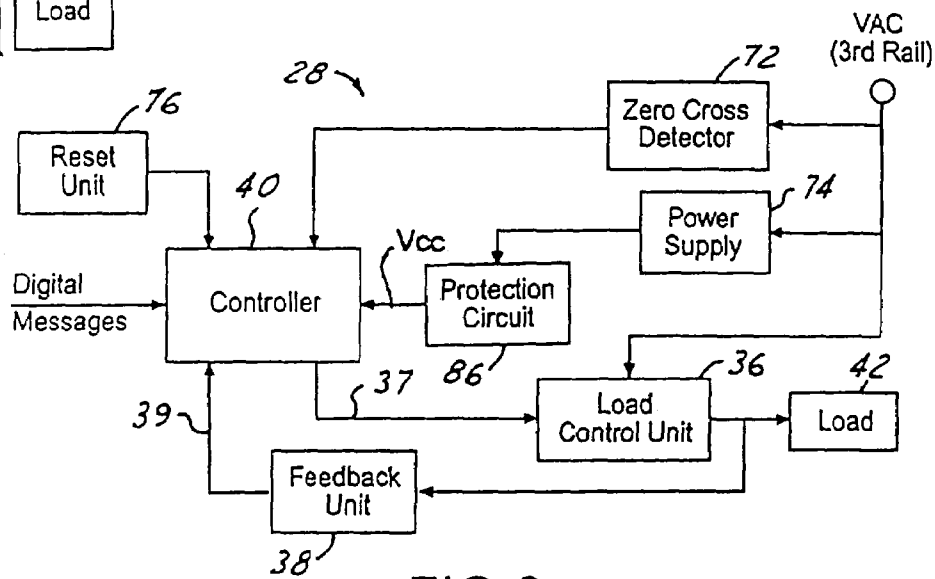 Load
VAC
(3rd Rail)
28
72
Zero Cross
Detector
76
Reset
Unit
40
74
Power
Supply
Vcc
Digital
Messages
Controller
Protection
Circuit
86
37
36
42
Load
Control Unit
Load
39
Feedback
Unit
38